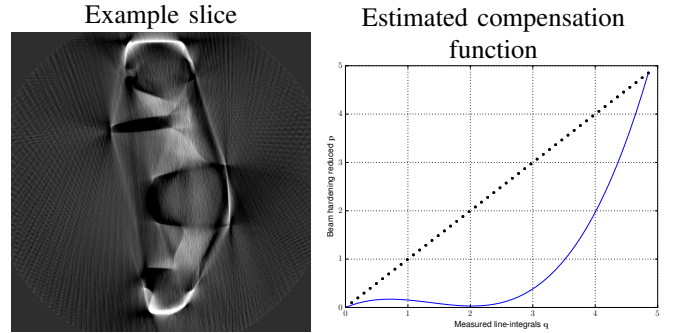 Example slice
Estimated compensation
function
5
4
3
2
1
0
0 1 2 3 4 5
Beam hardening reduced p
Measured line-integrals q